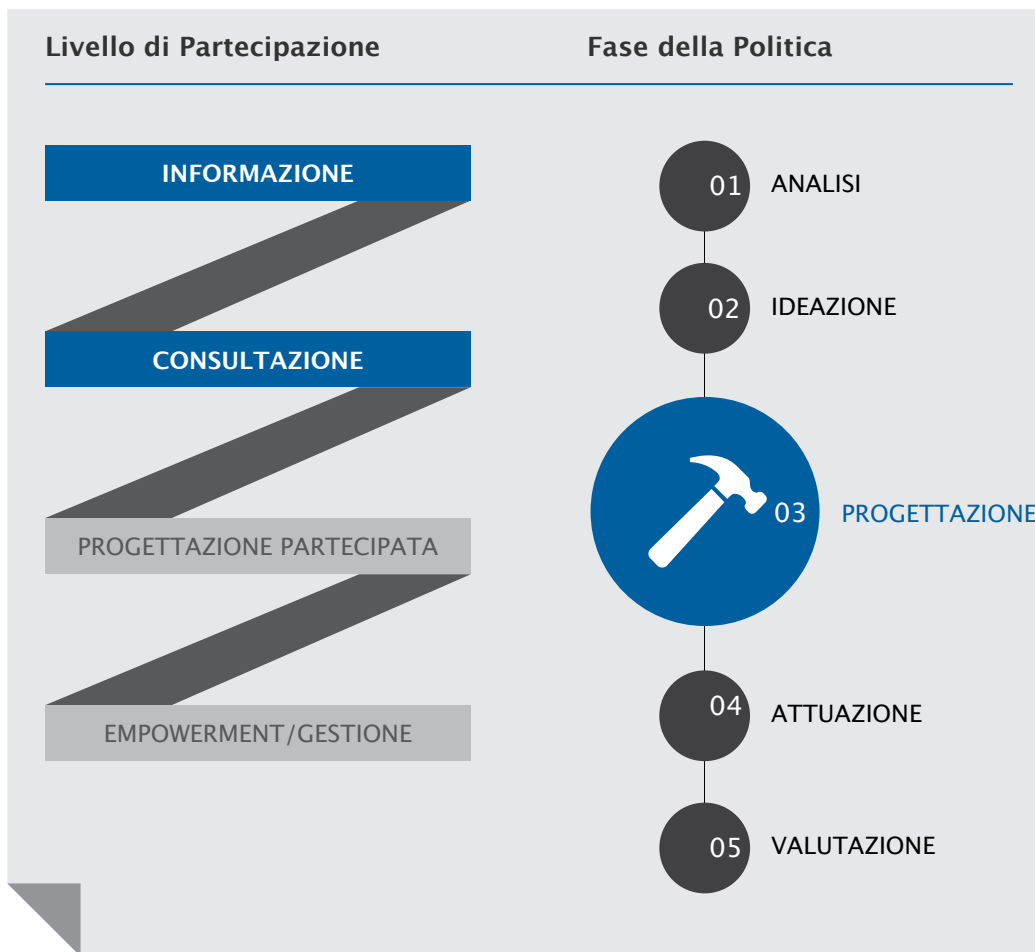 Livello di Partecipazione
Fase della Politica
INFORMAZIONE
CONSULTAZIONE
PROGETTAZIONE PARTECIPATA
EMPOWERMENT/GESTIONE
01 ANALISI
02 IDEAZIONE
03 PROGETTAZIONE
04 ATTUAZIONE
05 VALUTAZIONE